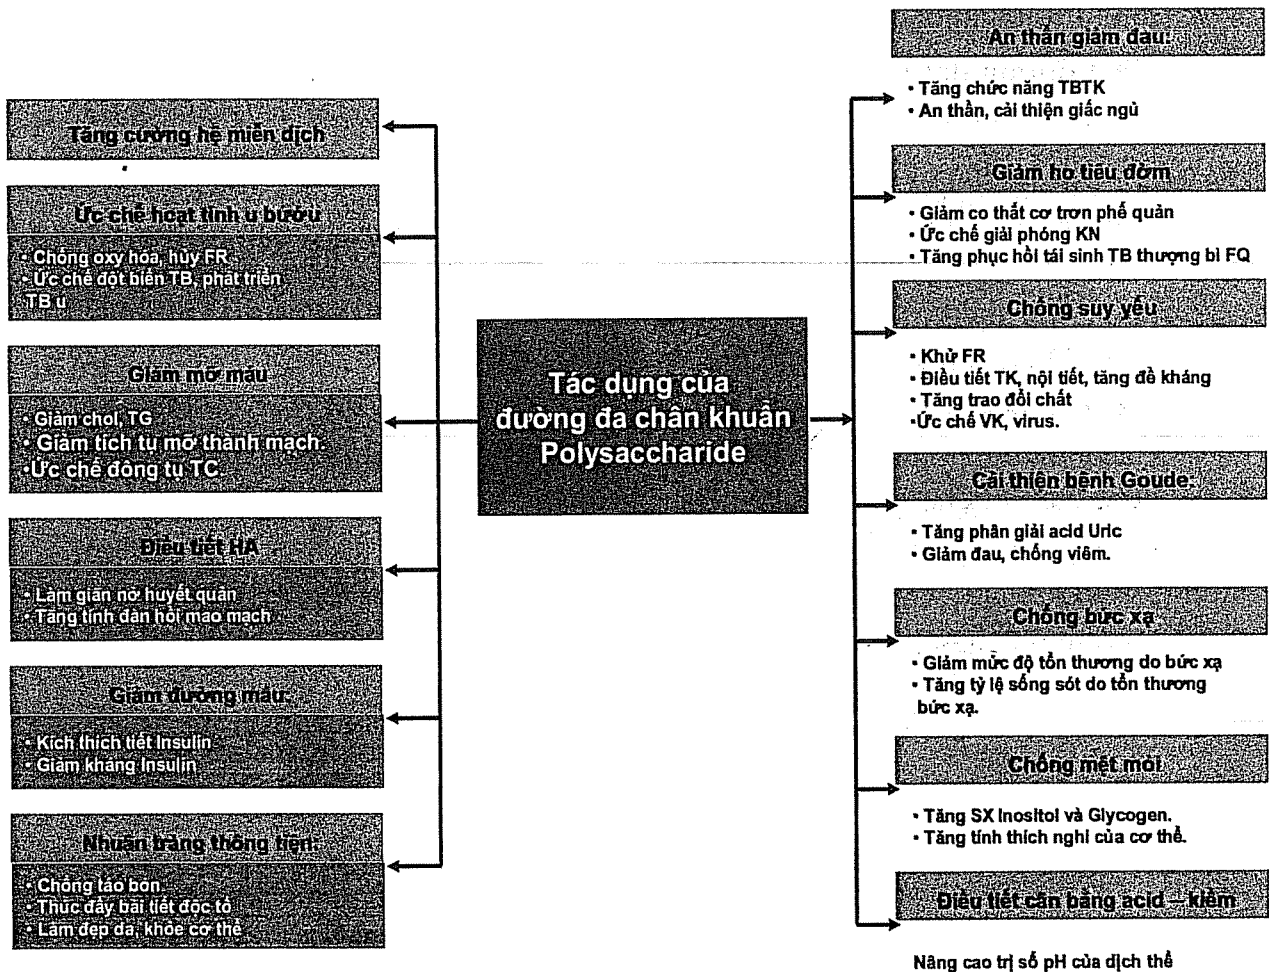 Tăng cường hệ miễn dịch
Ức chế hoạt tính u bướu
• Chống oxy hóa, hủy FR
• Ức chế đột biến TB, phát triển
TB u
Giảm mỡ máu
• Giảm chol, TG
• Giảm tích tụ mỡ thành mạch.
•Ức chế đông tụ TC
Điều tiết HA
• Làm giãn nở huyết quản
• Tăng tính đàn hồi mao mạch
Giảm đường máu:
• Kích thích tiết Insulin
• Giảm kháng Insulin
Nhuận tràng thông tiện:
• Chống táo bón.
• Thúc đẩy bài tiết độc tố
• Làm đẹp da, khỏe cơ thể
Tác dụng của
đường đa chân khuẩn
Polysaccharide
An thần giảm đau:
• Tăng chức năng TBTK
• An thần, cải thiện giấc ngủ
Giảm ho tiêu đờm
• Giảm co thắt cơ trơn phế quản
• Ức chế giải phóng KN
• Tăng phục hồi tái sinh TB thượng bì FQ
Chống suy yếu
• Khử FR
• Điều tiết TK, nội tiết, tăng đề kháng
• Tăng trao đổi chất
•Ức chế VK, virus.
Cải thiện bệnh Goude:
• Tăng phân giải acid Uric
• Giảm đau, chống viêm.
Chống bức xạ
• Giảm mức độ tổn thương do bức xạ
• Tăng tỷ lệ sống sót do tổn thương
bức xạ.
Chống mệt mỏi
• Tăng SX Inositol và Glycogen.
• Tăng tính thích nghi của cơ thể.
Điều tiết cân bằng acid – kiềm
Nâng cao trị số pH của dịch thể